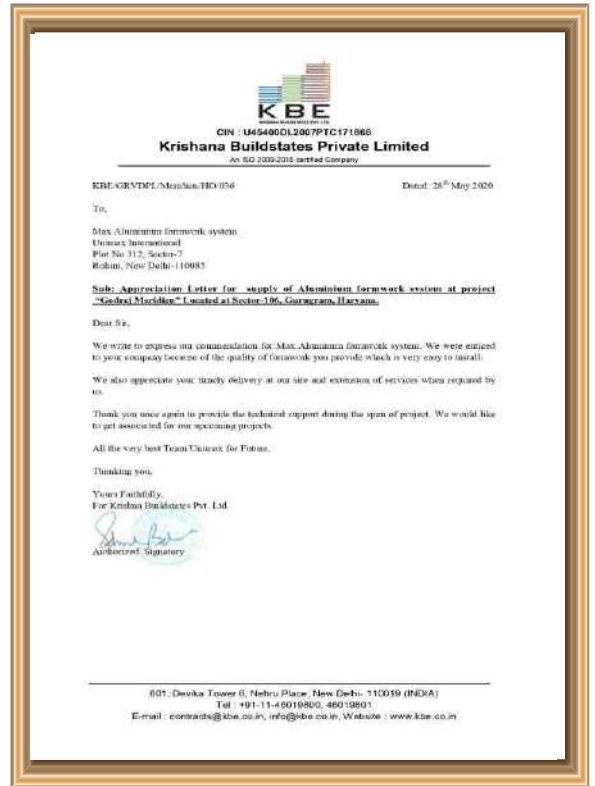 KBE
CIN : U45400DL2007PTC171868
Krishana Buildstates Private Limited
An ISO 2009-2015 certified Company
KBE/GRVDPL/Meridien/HO/036 Dated: 28th May 2020
To,
Max Aluminium formwork system
Unimax International
Plot No 312, Sector-7
Rohini, New Delhi-110085
Sub: Appreciation Letter for supply of Aluminium formwork system at project
"Godrej Meridien" Located at Sector-106, Gurugram, Haryana.
Dear Sir,
We write to express our commendation for Max Aluminum formwork system. We were enticed
to your company because of the quality of formwork you provide which is very easy to install.
We also appreciate your timely delivery at our site and extension of services when required by
us.
Thank you once again to provide the technical support during the span of project. We would like
to get associated for our upcoming projects.
All the very best Team Unimax for Future.
Thanking you,
Yours Faithfully,
For Krishna Buildstates Pvt. Ltd
Authorized Signatory
601, Devika Tower 6, Nehru Place, New Delhi- 110019 (INDIA)
Tel : +91-11-46019800, 46019801
E-mail : contracts@kbe.co.in, info@kbe.co.in, Website : www.kbe.co.in